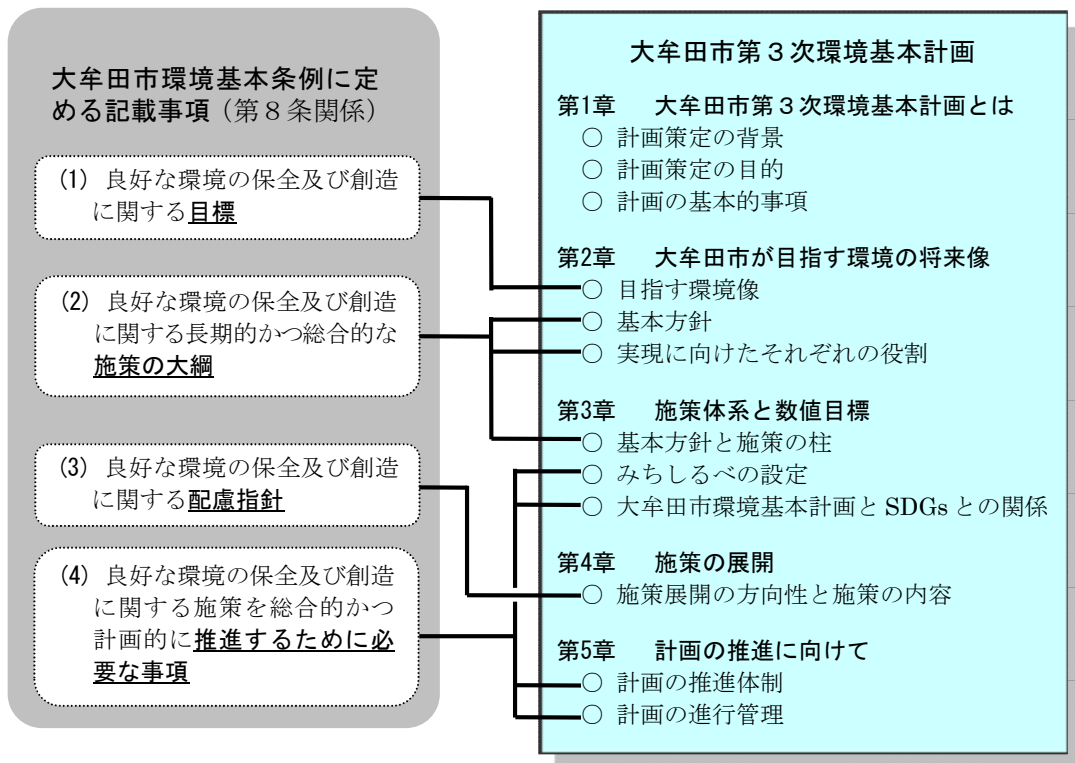 大牟田市環境基本条例に定
める記載事項（第８条関係）
(1) 良好な環境の保全及び創造
に関する目標
(2) 良好な環境の保全及び創造
に関する長期的かつ総合的な
施策の大綱
(3) 良好な環境の保全及び創造
に関する配慮指針
(4) 良好な環境の保全及び創造
に関する施策を総合的かつ
計画的に推進するために必
要な事項
大牟田市第３次環境基本計画
第1章　大牟田市第３次環境基本計画とは
○ 計画策定の背景
○ 計画策定の目的
○ 計画の基本的事項
第2章　大牟田市が目指す環境の将来像
○ 目指す環境像
○ 基本方針
○ 実現に向けたそれぞれの役割
第3章　施策体系と数値目標
○ 基本方針と施策の柱
○ みちしるべの設定
○ 大牟田市環境基本計画と SDGs との関係
第4章　施策の展開
○ 施策展開の方向性と施策の内容
第5章　計画の推進に向けて
○ 計画の推進体制
○ 計画の進行管理